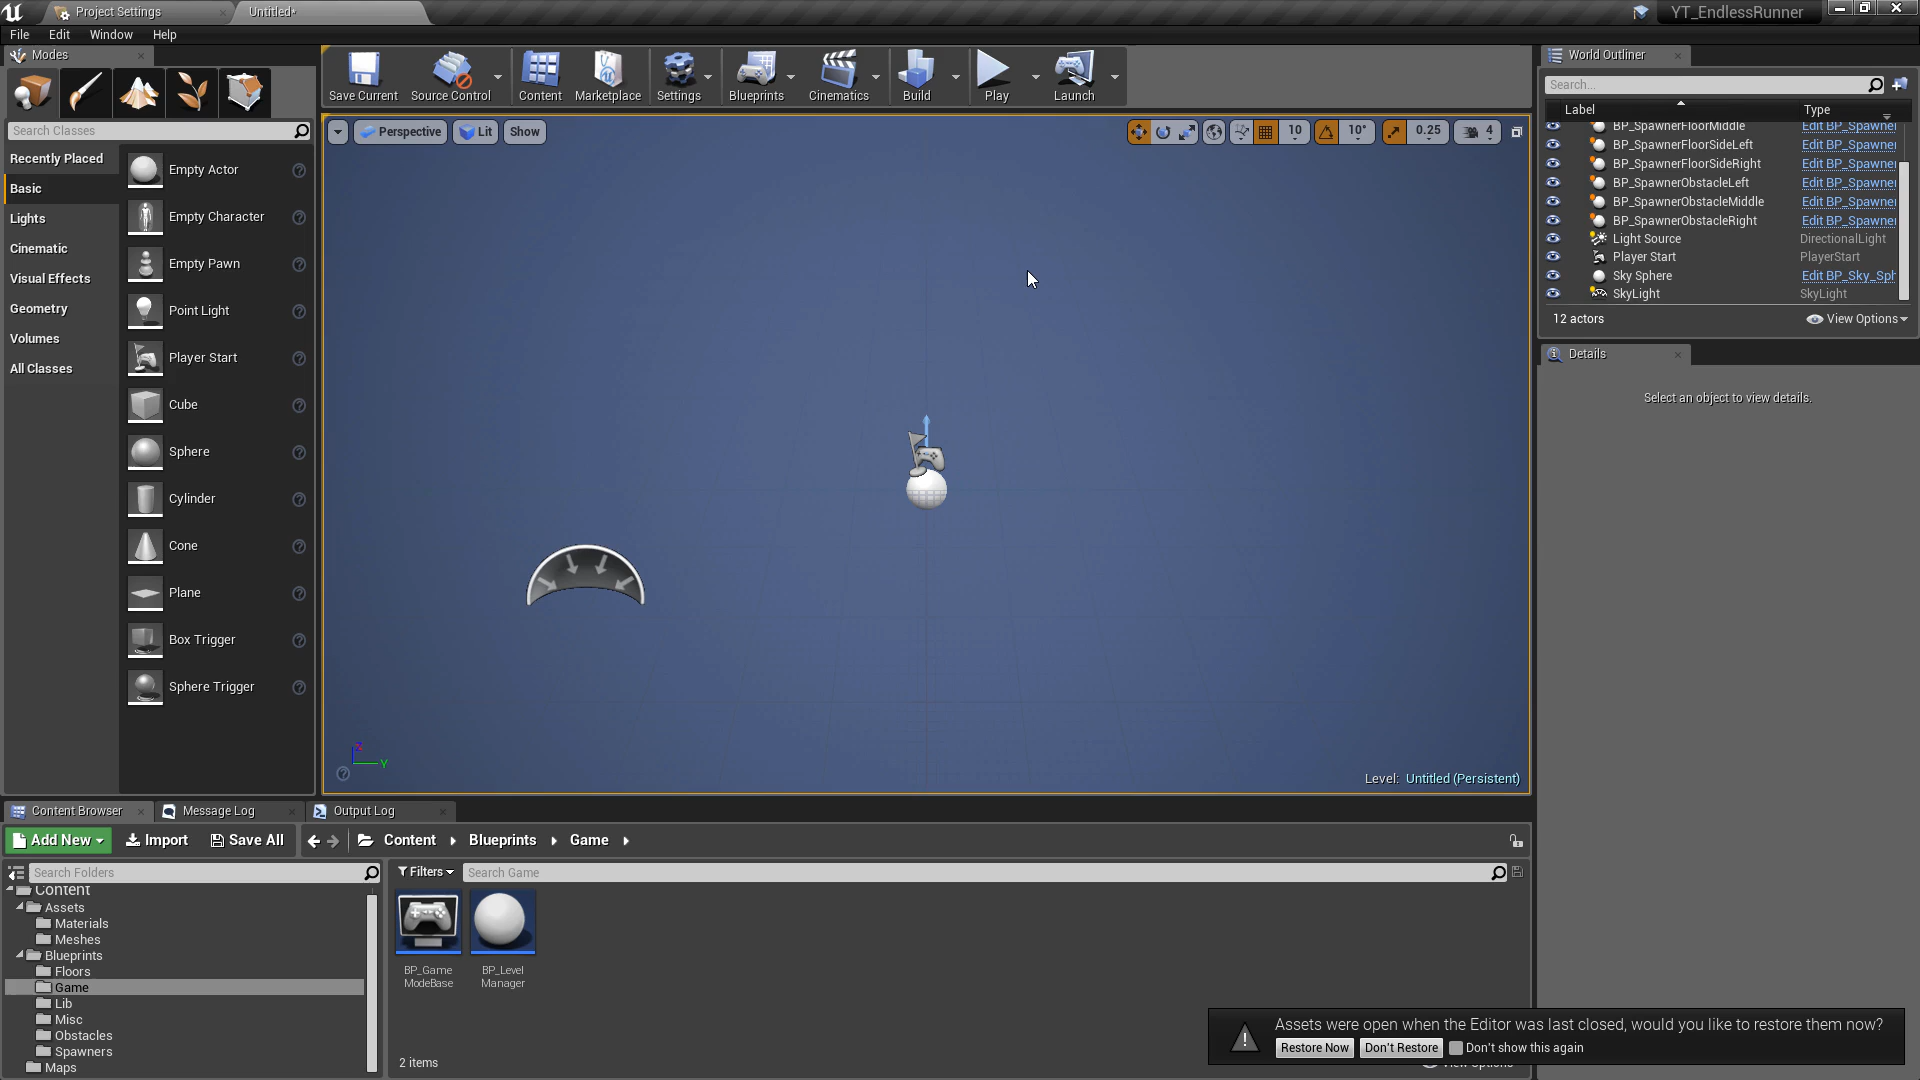 Project Settings
Untitled*
YT_EndlessRunner
File Edit Window Help
Modes
Search Classes
Recently Placed
Basic
Lights
Cinematic
Visual Effects
Geometry
Volumes
All Classes
Empty Actor
Empty Character
Empty Pawn
Point Light
Player Start
Cube
Sphere
Cylinder
Cone
Plane
Box Trigger
Sphere Trigger
Save Current
Source Control
Content
Marketplace
Settings
Blueprints
Cinematics
Build
Play
Launch
Perspective
Lit
Show
10
10°
0.25
4
Z
Y
Level: Untitled (Persistent)
World Outliner
Search...
Label Type
BP_SpawnerFloorMiddle Edit BP_Spawner
BP_SpawnerFloorSideLeft Edit BP_Spawner
BP_SpawnerFloorSideRight Edit BP_Spawner
BP_SpawnerObstacleLeft Edit BP_Spawner
BP_SpawnerObstacleMiddle Edit BP_Spawner
BP_SpawnerObstacleRight Edit BP_Spawner
Light Source DirectionalLight
Player Start PlayerStart
Sky Sphere Edit BP_Sky_Sph
SkyLight SkyLight
12 actors
View Options
Details
Select an object to view details.
Content Browser
Message Log
Output Log
Add New
Import
Save All
Content
Blueprints
Game
Search Folders
Filters
Search Game
Content
Assets
Materials
Meshes
Blueprints
Floors
Game
Lib
Misc
Obstacles
Spawners
Maps
BP_Game
ModeBase
BP_Level
Manager
2 items
View Options
Assets were open when the Editor was last closed, would you like to restore them now?
Restore Now
Don't Restore
Don't show this again